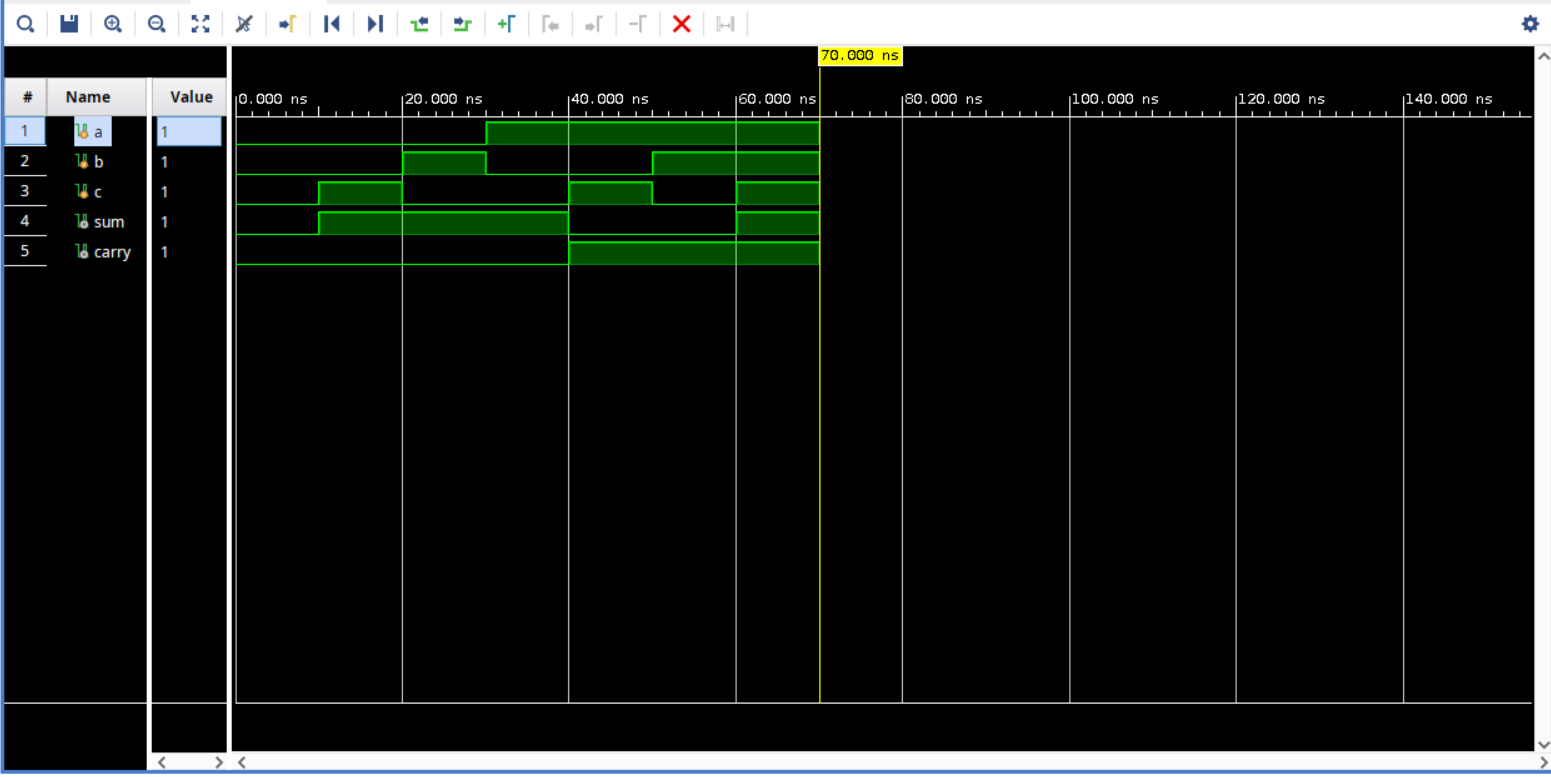 70.000 ns
# Name Value
0.000 ns 20.000 ns 40.000 ns 60.000 ns 80.000 ns 100.000 ns 120.000 ns 140.000 ns
1 a 1
2 b 1
3 c 1
4 sum 1
5 carry 1